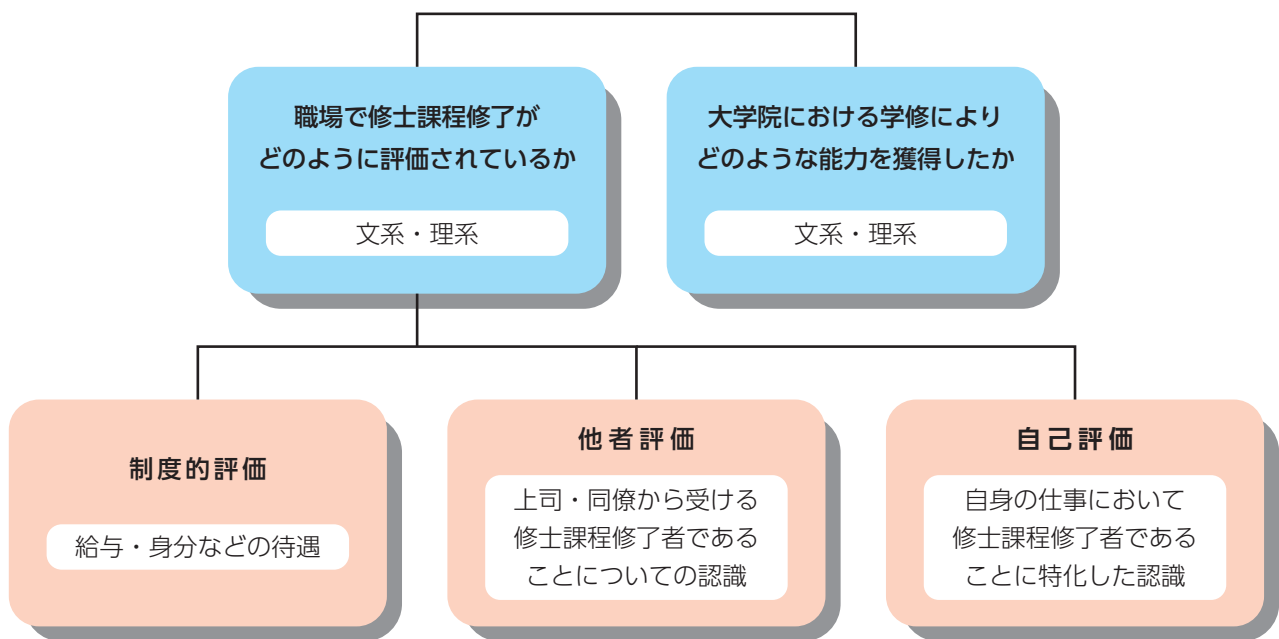 職場で修士課程修了が
どのように評価されているか
文系・理系
大学院における学修により
どのような能力を獲得したか
文系・理系
制度的評価
給与・身分などの待遇
他者評価
上司・同僚から受ける
修士課程修了者である
ことについての認識
自己評価
自身の仕事において
修士課程修了者である
ことに特化した認識